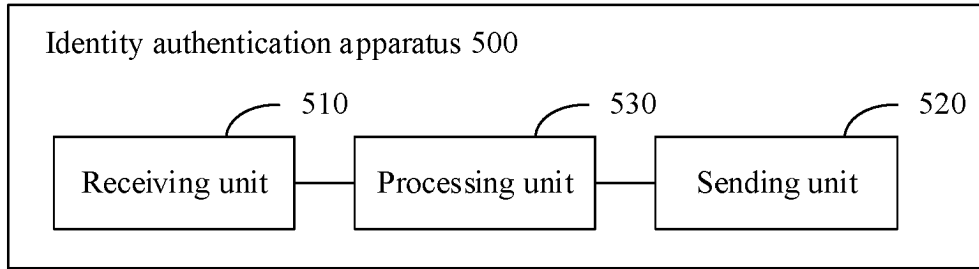 Identity authentication apparatus 500
510
530
520
Receiving unit
Processing unit
Sending unit